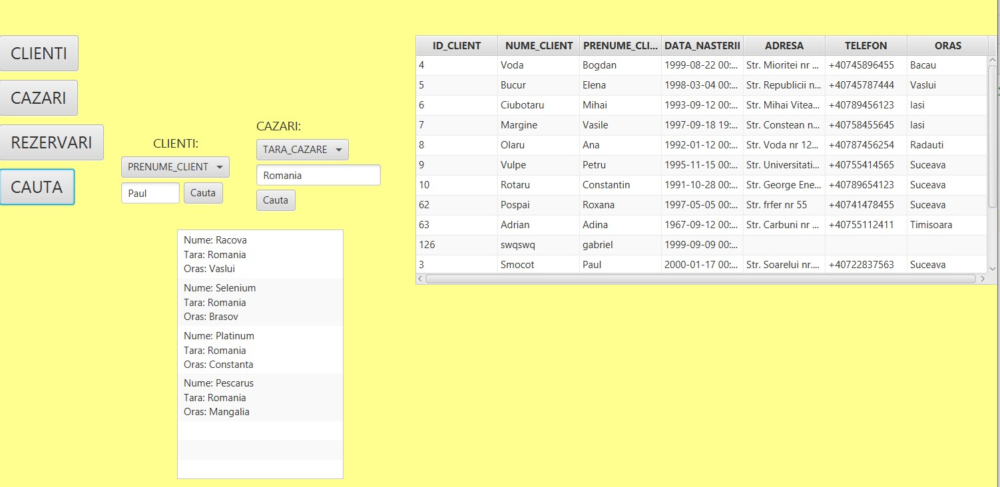 CLIENTI
CAZARI
REZERVARI
CAUTA
CLIENTI:
PRENUME_CLIENT
Paul
Cauta
CAZARI:
TARA_CAZARE
Romania
Cauta
Nume: Racova
Tara: Romania
Oras: Vaslui
Nume: Selenium
Tara: Romania
Oras: Brasov
Nume: Platinum
Tara: Romania
Oras: Constanta
Nume: Pescarus
Tara: Romania
Oras: Mangalia
ID_CLIENT NUME_CLIENT PRENUME_CLI... DATA_NASTERII ADRESA TELEFON ORAS
4 Voda Bogdan 1999-08-22 00:... Str. Mioritei nr ... +40745896455 Bacau
5 Bucur Elena 1998-03-04 00:... Str. Republicii n... +40745787444 Vaslui
6 Ciubotaru Mihai 1993-09-12 00:... Str. Mihai Vitea... +40789456123 Iasi
7 Margine Vasile 1997-09-18 19:... Str. Constean n... +40758455645 Iasi
8 Olaru Ana 1992-01-12 00:... Str. Voda nr 12... +40787456254 Radauti
9 Vulpe Petru 1995-11-15 00:... Str. Universitati... +40755414565 Suceava
10 Rotaru Constantin 1991-10-28 00:... Str. George Ene... +40789654123 Suceava
62 Pospai Roxana 1997-05-05 00:... Str. frfer nr 55 +40741478455 Suceava
63 Adrian Adina 1967-09-12 00:... Str. Carbuni nr ... +40755112411 Timisoara
126 swqswq gabriel 1999-09-09 00:...
3 Smocot Paul 2000-01-17 00:... Str. Soarelui nr.... +40722837563 Suceava